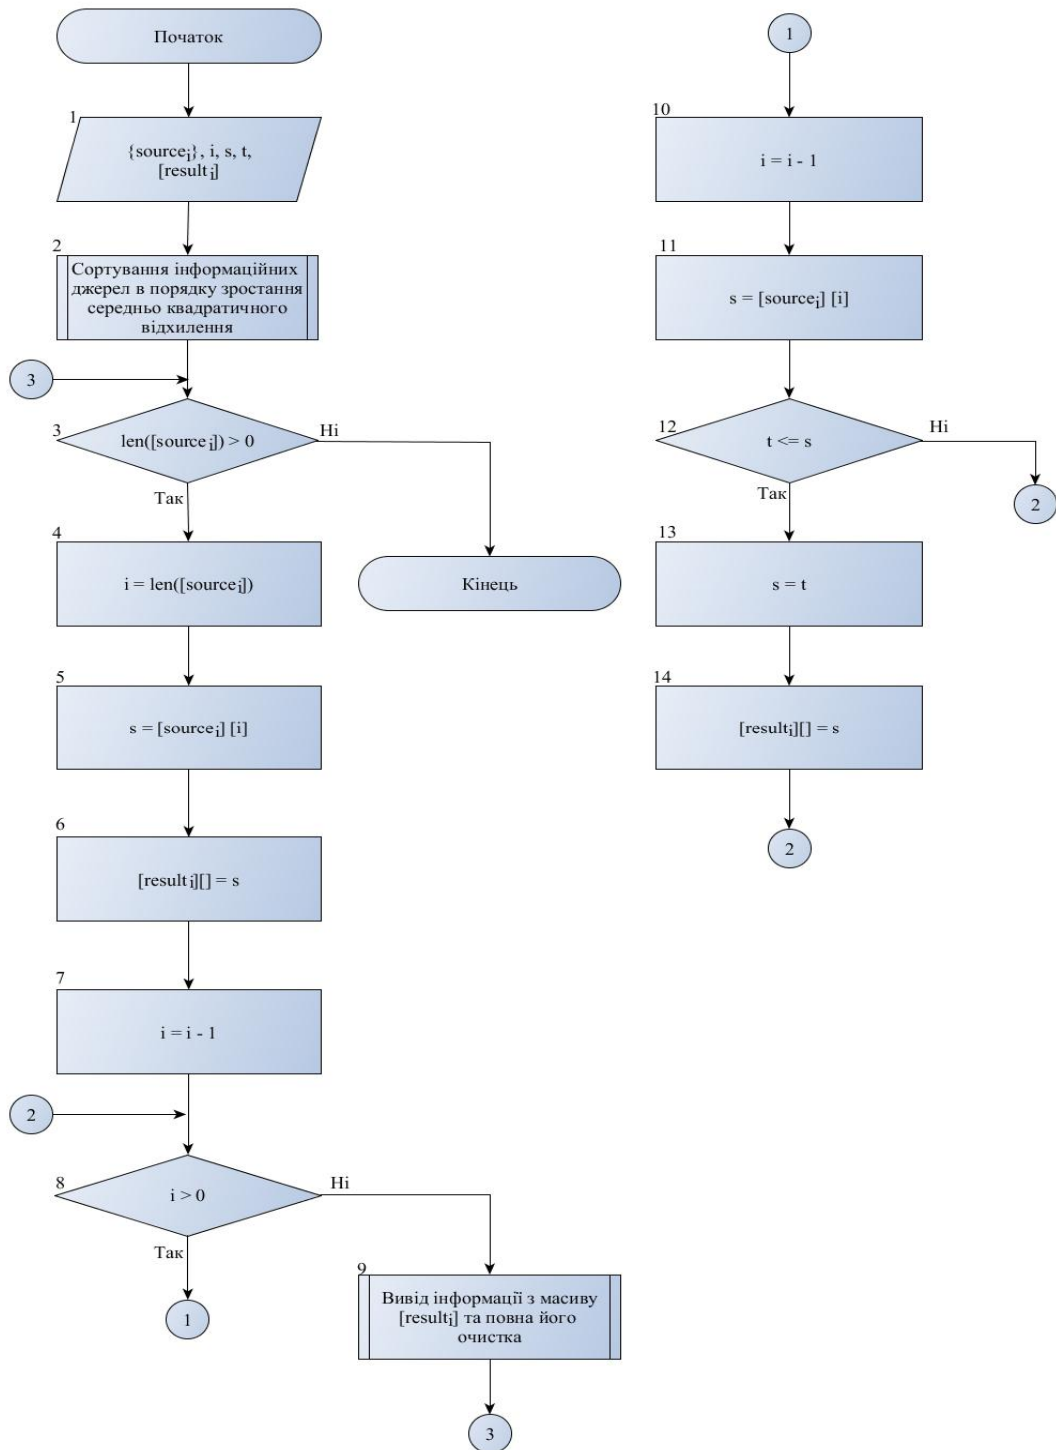 Початок
1
{sourceᵢ}, i, s, t,
[resultᵢ]
2
Сортування інформаційних
джерел в порядку зростання
середньо квадратичного
відхилення
3
3
len([sourceᵢ]) > 0
Ні
Так
Кінець
4
i = len([sourceᵢ])
5
s = [sourceᵢ] [i]
6
[resultᵢ][] = s
7
i = i - 1
2
8
i > 0
Ні
Так
1
9
Вивід інформації з масиву
[resultᵢ] та повна його
очистка
3
1
10
i = i - 1
11
s = [sourceᵢ] [i]
12
t <= s
Ні
2
Так
13
s = t
14
[resultᵢ][] = s
2